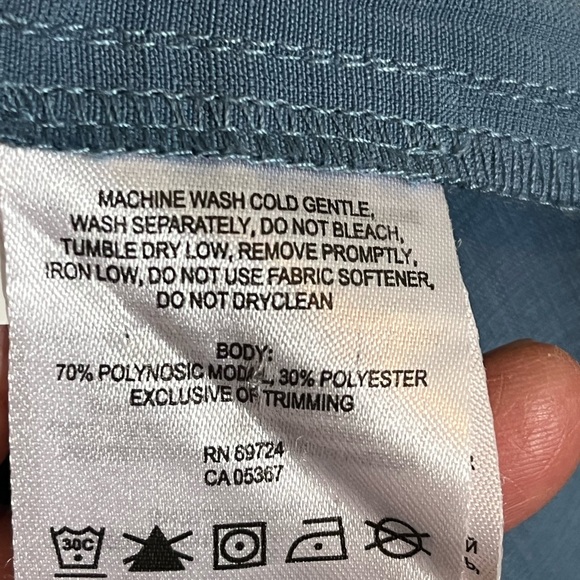 MACHINE WASH COLD GENTLE,
WASH SEPARATELY, DO NOT BLEACH,
TUMBLE DRY LOW, REMOVE PROMPTLY,
IRON LOW, DO NOT USE FABRIC SOFTENER,
DO NOT DRYCLEAN
BODY:
70% POLYNOSIC MODAL, 30% POLYESTER
EXCLUSIVE OF TRIMMING
RN 69724
CA 05367
30C